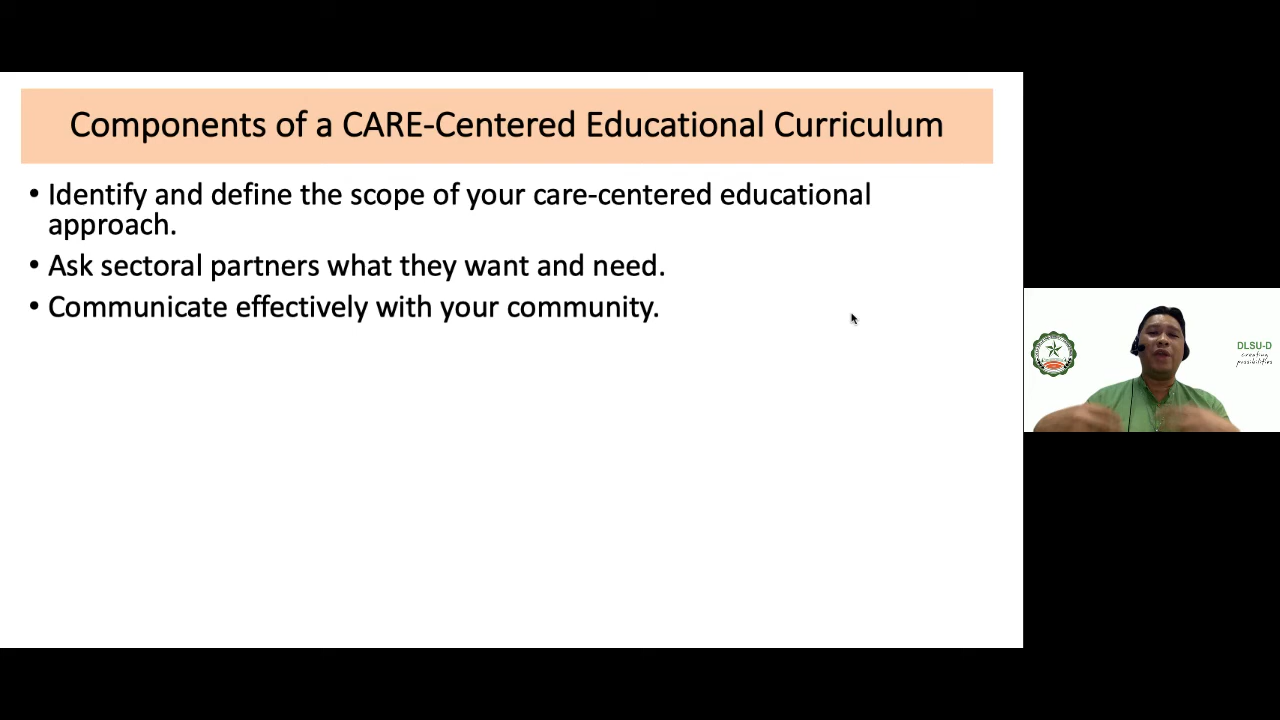 Components of a CARE-Centered Educational Curriculum
• Identify and define the scope of your care-centered educational
approach.
• Ask sectoral partners what they want and need.
• Communicate effectively with your community.
DLSU-D
creating
possibilities